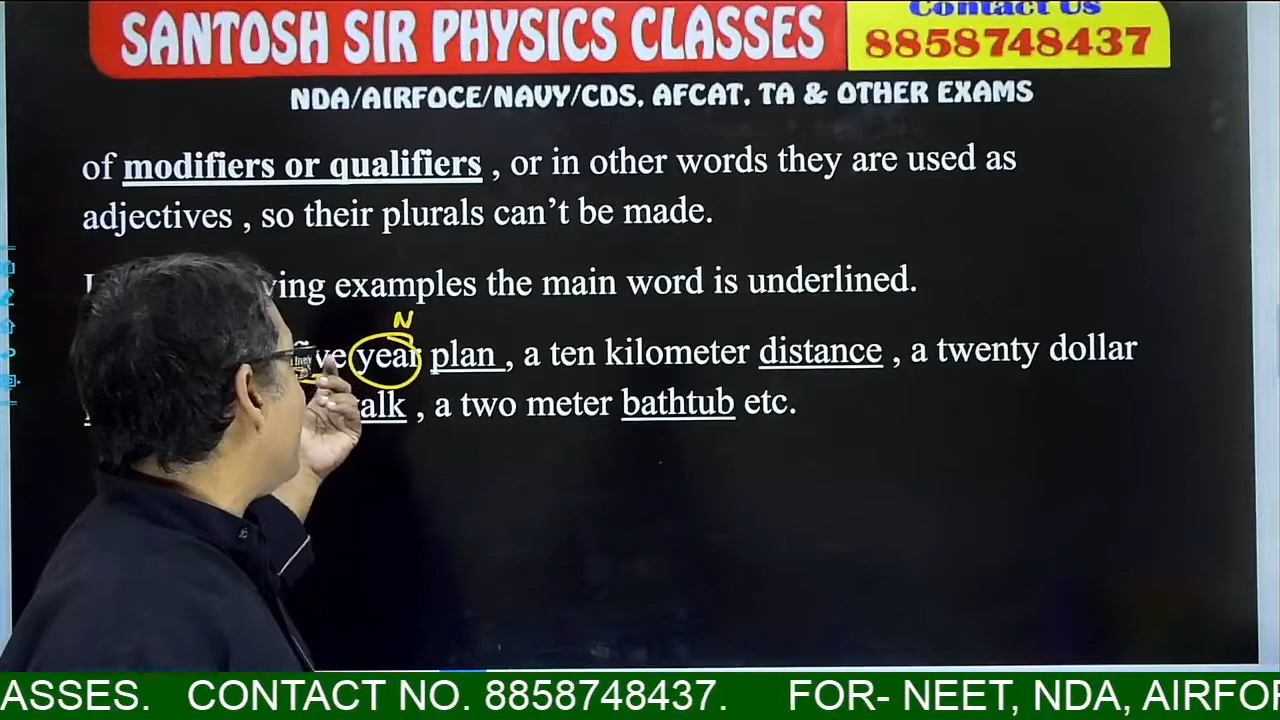 SANTOSH SIR PHYSICS CLASSES
Contact Us
8858748437
NDA/AIRFOCE/NAVY/CDS, AFCAT, TA & OTHER EXAMS
of modifiers or qualifiers , or in other words they are used as
adjectives , so their plurals can't be made.
examples the main word is underlined.
N
year plan , a ten kilometer distance , a twenty dollar
, a two meter bathtub etc.
ASSES. CONTACT NO. 8858748437. FOR- NEET, NDA,